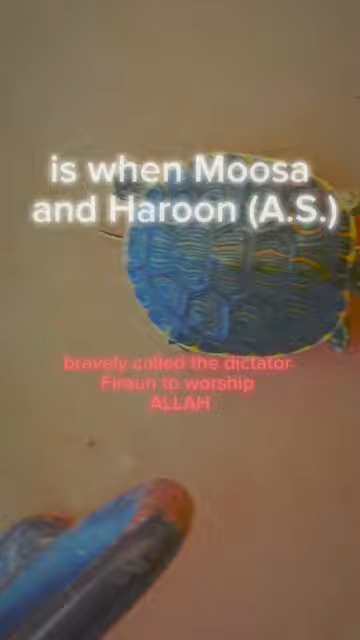 is when Moosa
and Haroon (A.S.)
bravely called the dictator
Firaun to worship
ALLAH